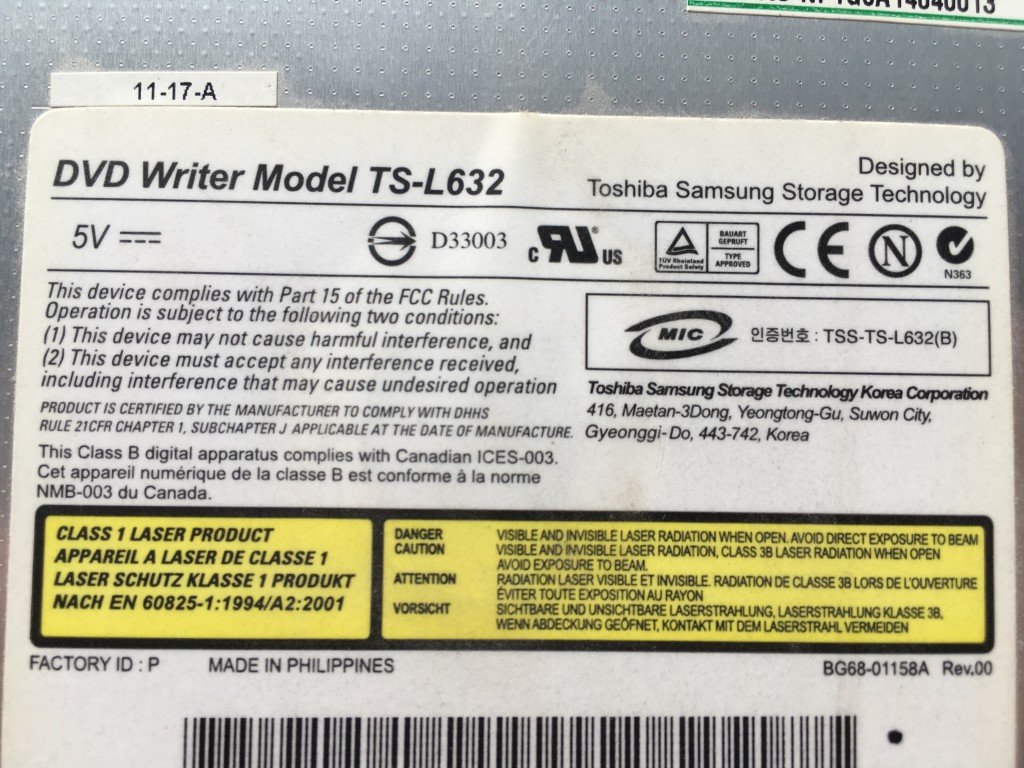 11-17-A
DVD Writer Model TS-L632
Designed by
Toshiba Samsung Storage Technology
5V
D33003
c RU ® US
TÜV Rheinland
Product Safety
BAUART
GEPRUFT
TYPE
APPROVED
CE
N
N363
This device complies with Part 15 of the FCC Rules.
Operation is subject to the following two conditions:
(1) This device may not cause harmful interference, and
(2) This device must accept any interference received,
including interference that may cause undesired operation
MIC 인증번호 : TSS-TS-L632(B)
PRODUCT IS CERTIFIED BY THE MANUFACTURER TO COMPLY WITH DHHS
RULE 21CFR CHAPTER 1, SUBCHAPTER J APPLICABLE AT THE DATE OF MANUFACTURE.
Toshiba Samsung Storage Technology Korea Corporation
416, Maetan-3Dong, Yeongtong-Gu, Suwon City,
Gyeonggi-Do, 443-742, Korea
This Class B digital apparatus complies with Canadian ICES-003.
Cet appareil numérique de la classe B est conforme à la norme
NMB-003 du Canada.
CLASS 1 LASER PRODUCT
APPAREIL A LASER DE CLASSE 1
LASER SCHUTZ KLASSE 1 PRODUKT
NACH EN 60825-1:1994/A2:2001
DANGER VISIBLE AND INVISIBLE LASER RADIATION WHEN OPEN. AVOID DIRECT EXPOSURE TO BEAM
CAUTION VISIBLE AND INVISIBLE LASER RADIATION, CLASS 3B LASER RADIATION WHEN OPEN
AVOID EXPOSURE TO BEAM.
ATTENTION RADIATION LASER VISIBLE ET INVISIBLE. RADIATION DE CLASSE 3B LORS DE L'OUVERTURE
ÉVITER TOUTE EXPOSITION AU RAYON
VORSICHT SICHTBARE UND UNSICHTBARE LASERSTRAHLUNG, LASERSTRAHLUNG KLASSE 3B,
WENN ABDECKUNG GEÖFNET, KONTAKT MIT DEM LASERSTRAHL VERMEIDEN
FACTORY ID : P MADE IN PHILIPPINES
BG68-01158A Rev.00